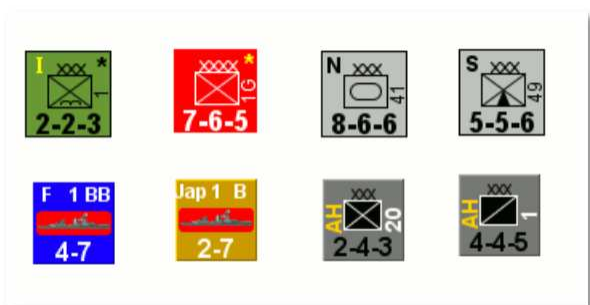 I XXX * 1
2-2-3
XXXX * 1G
7-6-5
N XXX 41
8-6-6
S XXX 49
5-5-6
F 1 BB
4-7
Jap 1 B
2-7
AH XXX 20
2-4-3
AH XXX 1
4-4-5